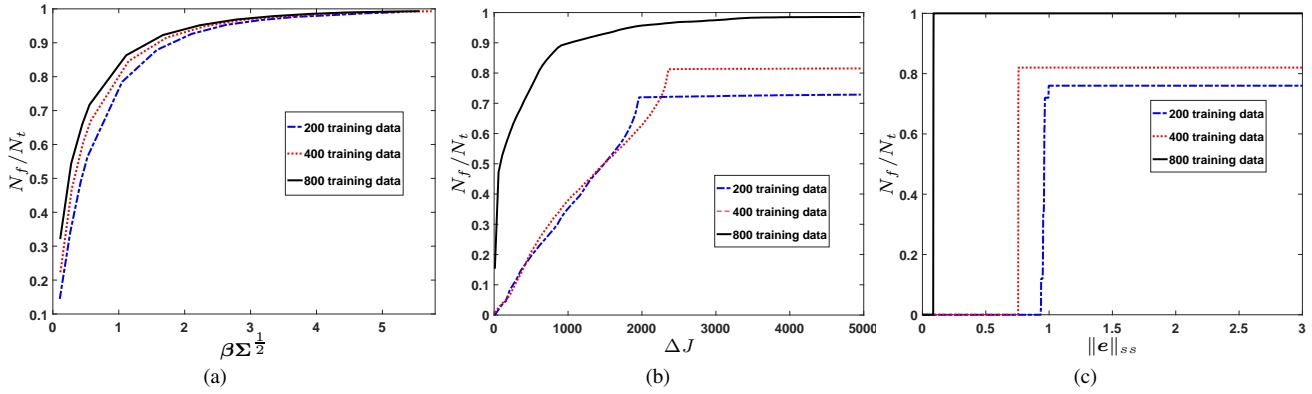 N_f/N_t
1
0.9
0.8
0.7
0.6
0.5
0.4
0.3
0.2
0.1
0 1 2 3 4 5
βΣ^{1/2}
200 training data
400 training data
800 training data
(a)
N_f/N_t
1
0.9
0.8
0.7
0.6
0.5
0.4
0.3
0.2
0.1
0
0 1000 2000 3000 4000 5000
ΔJ
200 training data
400 training data
800 training data
(b)
N_f/N_t
1
0.8
0.6
0.4
0.2
0
0 0.5 1 1.5 2 2.5 3
‖e‖_{ss}
200 training data
400 training data
800 training data
(c)